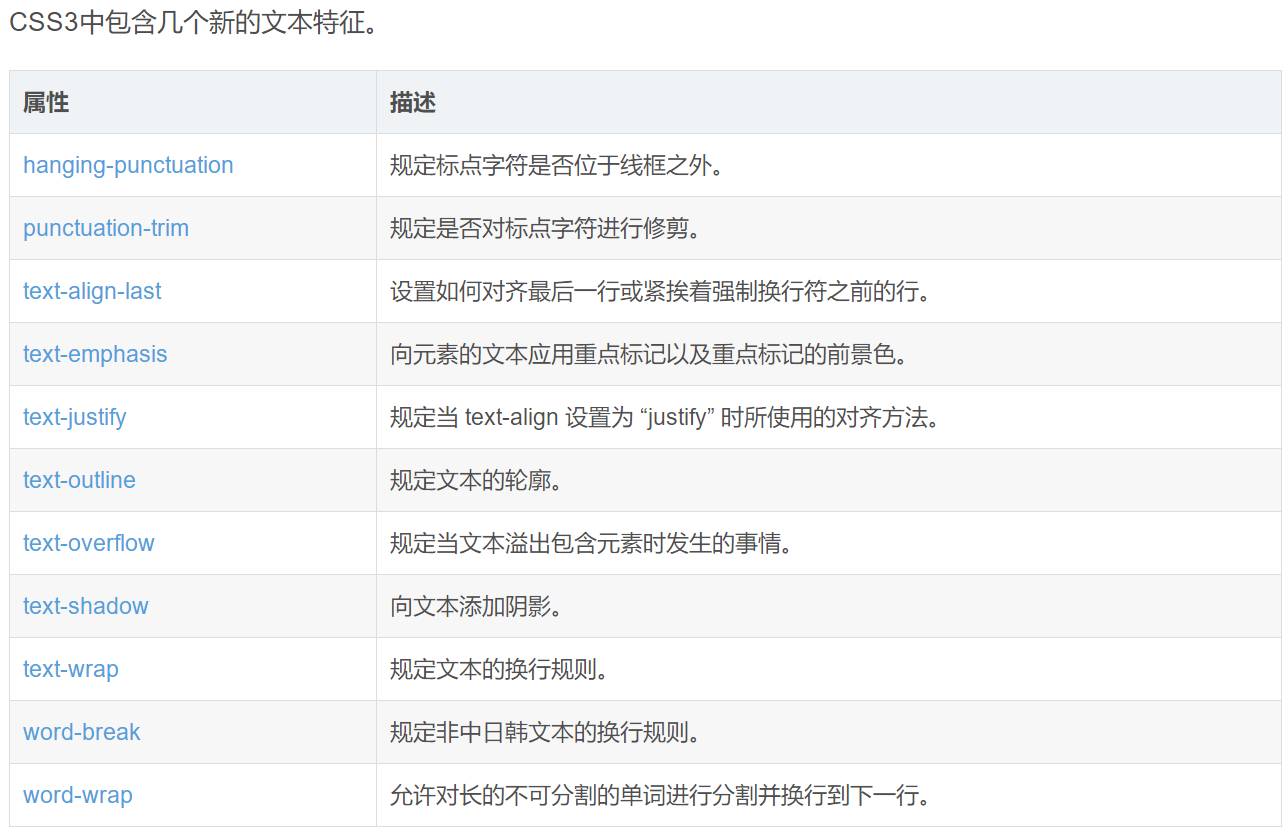 CSS3中包含几个新的文本特征。
属性 描述
hanging-punctuation 规定标点字符是否位于线框之外。
punctuation-trim 规定是否对标点字符进行修剪。
text-align-last 设置如何对齐最后一行或紧挨着强制换行符之前的行。
text-emphasis 向元素的文本应用重点标记以及重点标记的前景色。
text-justify 规定当 text-align 设置为 “justify” 时所使用的对齐方法。
text-outline 规定文本的轮廓。
text-overflow 规定当文本溢出包含元素时发生的事情。
text-shadow 向文本添加阴影。
text-wrap 规定文本的换行规则。
word-break 规定非中日韩文本的换行规则。
word-wrap 允许对长的不可分割的单词进行分割并换行到下一行。